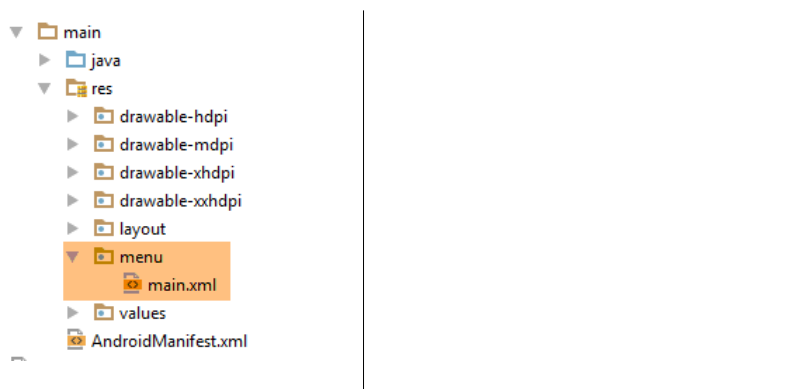 main
java
res
drawable-hdpi
drawable-mdpi
drawable-xhdpi
drawable-xxhdpi
layout
menu
main.xml
values
AndroidManifest.xml